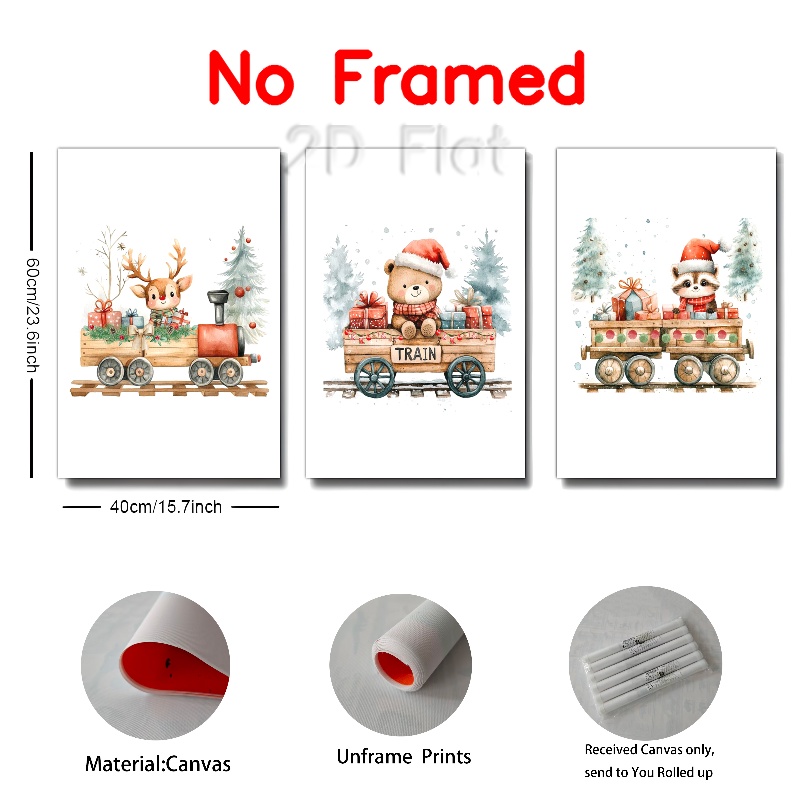 No Framed
2D Flat
60cm/23.6inch
TRAIN
40cm/15.7inch
Material:Canvas
Unframe Prints
Received Canvas only,
send to You Rolled up